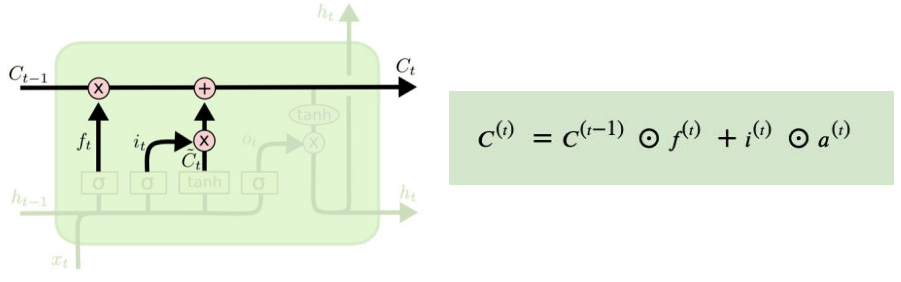 h_t
C_{t-1} × + C_t
tanh
f_t i_t × o_t ×
C̃_t
σ σ tanh σ
h_{t-1} h_t
x_t
C^{(t)} = C^{(t-1)} ⊙ f^{(t)} + i^{(t)} ⊙ a^{(t)}